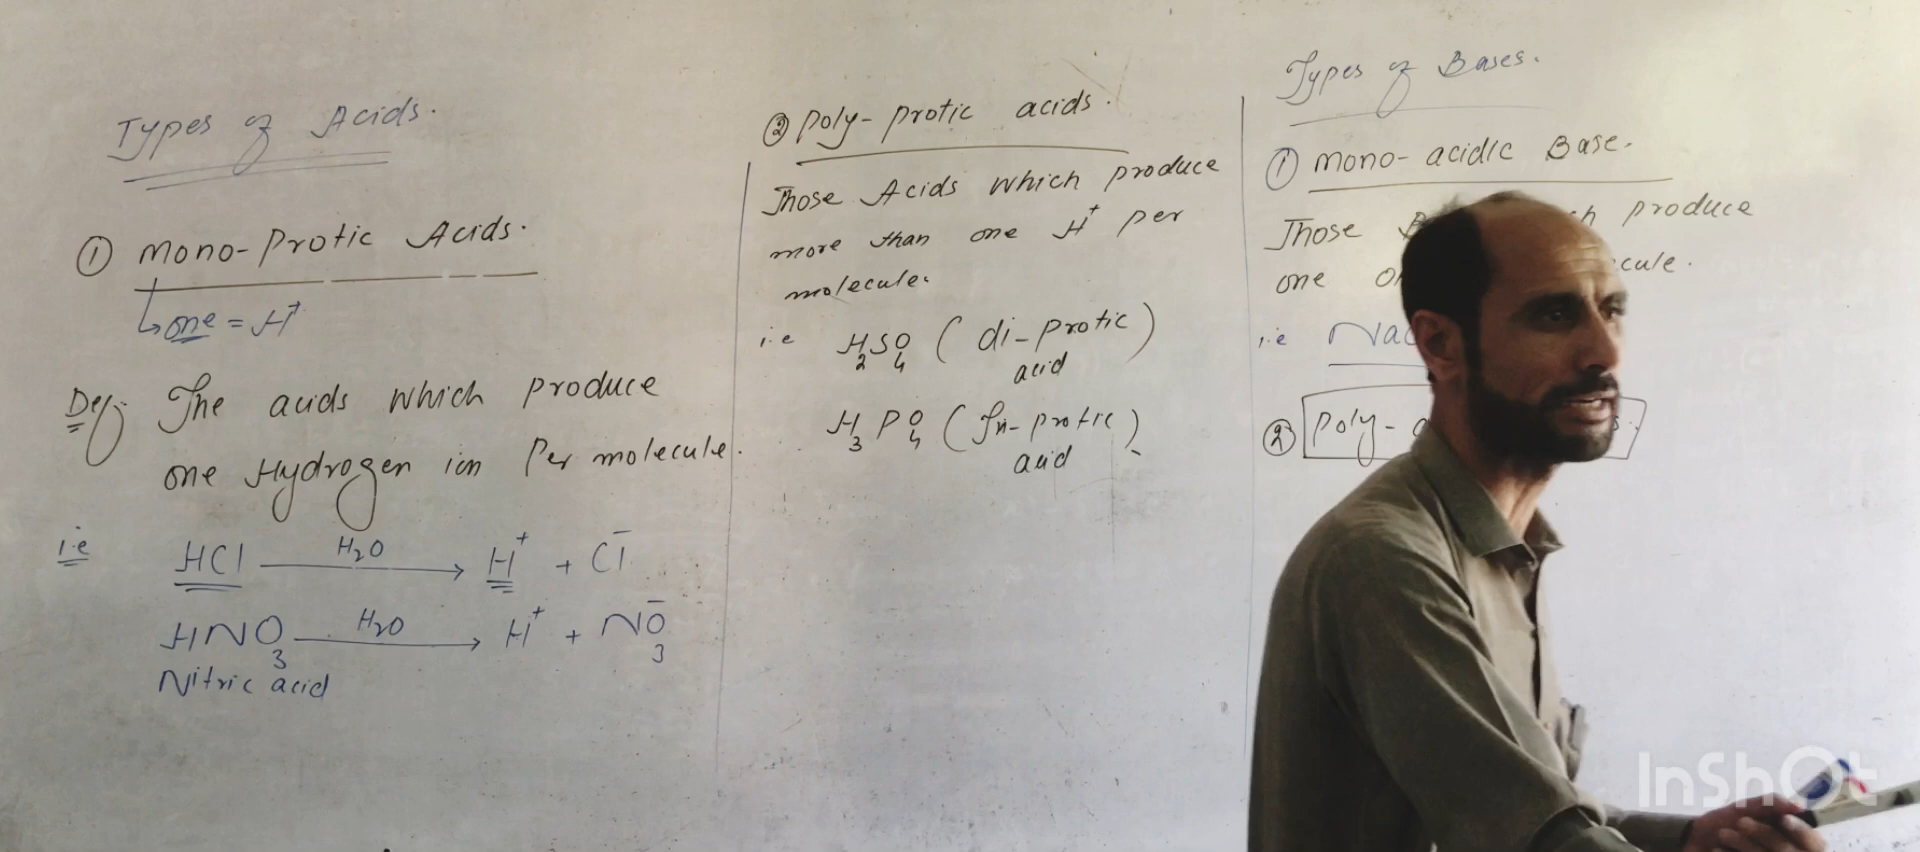 Types of Acids.
① Mono-Protic Acids.
↳ one = H⁺
Def:- The acids which produce
one Hydrogen ion Per molecule.
i.e HCl —H₂O→ H⁺ + Cl⁻
HNO₃ —H₂O→ H⁺ + NO₃⁻
Nitric acid
② Poly-protic acids.
Those Acids which produce
more than one H⁺ per
molecule.
i.e H₂SO₄ (di-protic
acid)
H₃PO₄ (Tri-protic
acid)
Types of Bases.
① Mono-acidic Base.
Those produce
one
i.e
② Poly-
InShOt